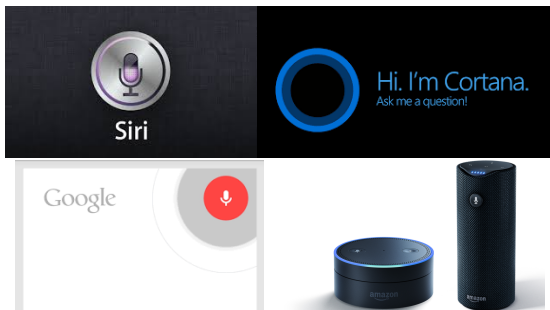 Siri
Hi. I'm Cortana.
Ask me a question!
Google
amazon
amazon